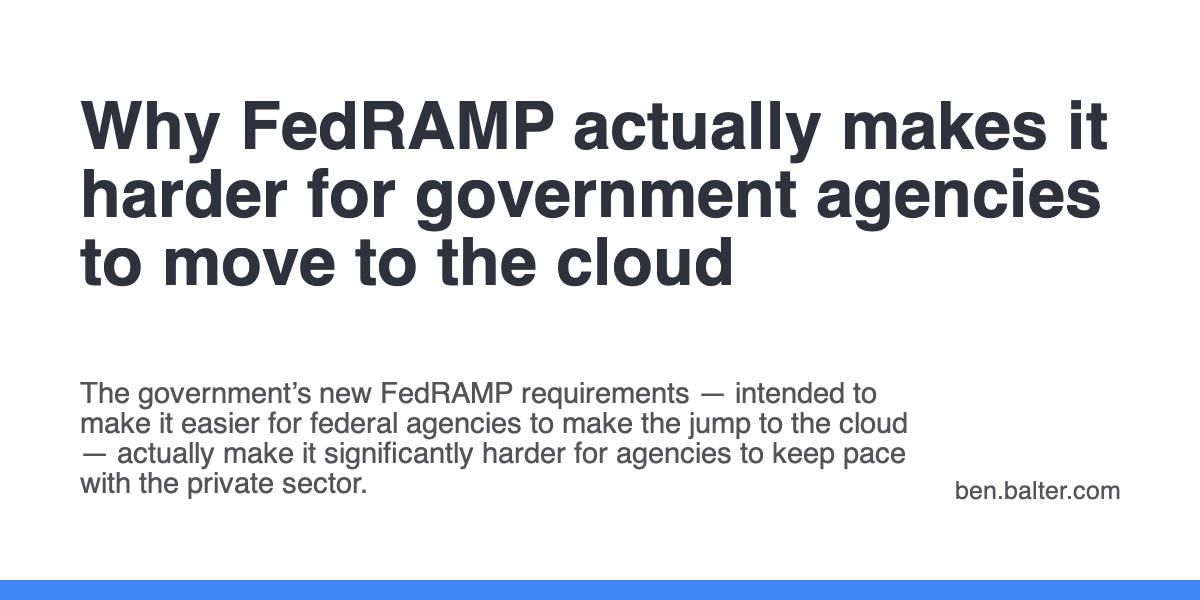 Why FedRAMP actually makes it
harder for government agencies
to move to the cloud
The government’s new FedRAMP requirements — intended to
make it easier for federal agencies to make the jump to the cloud
— actually make it significantly harder for agencies to keep pace
with the private sector.
ben.balter.com